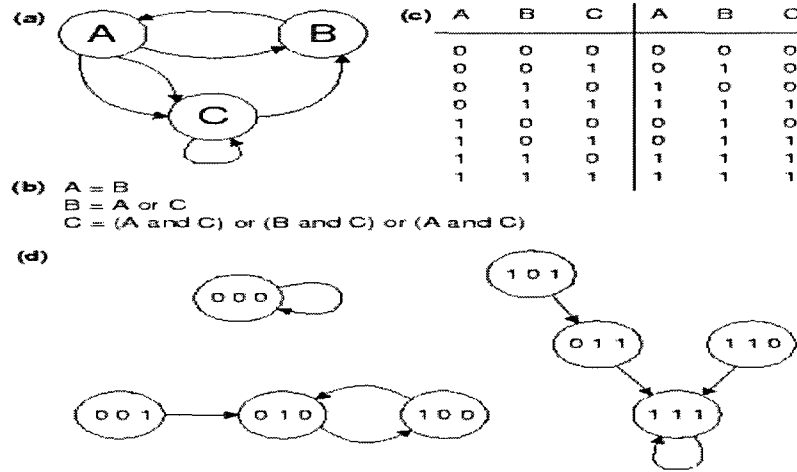 (a)
A
B
C
(b) A = B
B = A or C
C = (A and C) or (B and C) or (A and C)
(c) A B C A B C
0 0 0 0 0 0
0 0 1 0 1 0
0 1 0 1 0 0
0 1 1 1 1 1
1 0 0 0 1 0
1 0 1 0 1 1
1 1 0 1 1 1
1 1 1 1 1 1
(d)
0 0 0
0 0 1
0 1 0
1 0 0
1 0 1
0 1 1
1 1 0
1 1 1